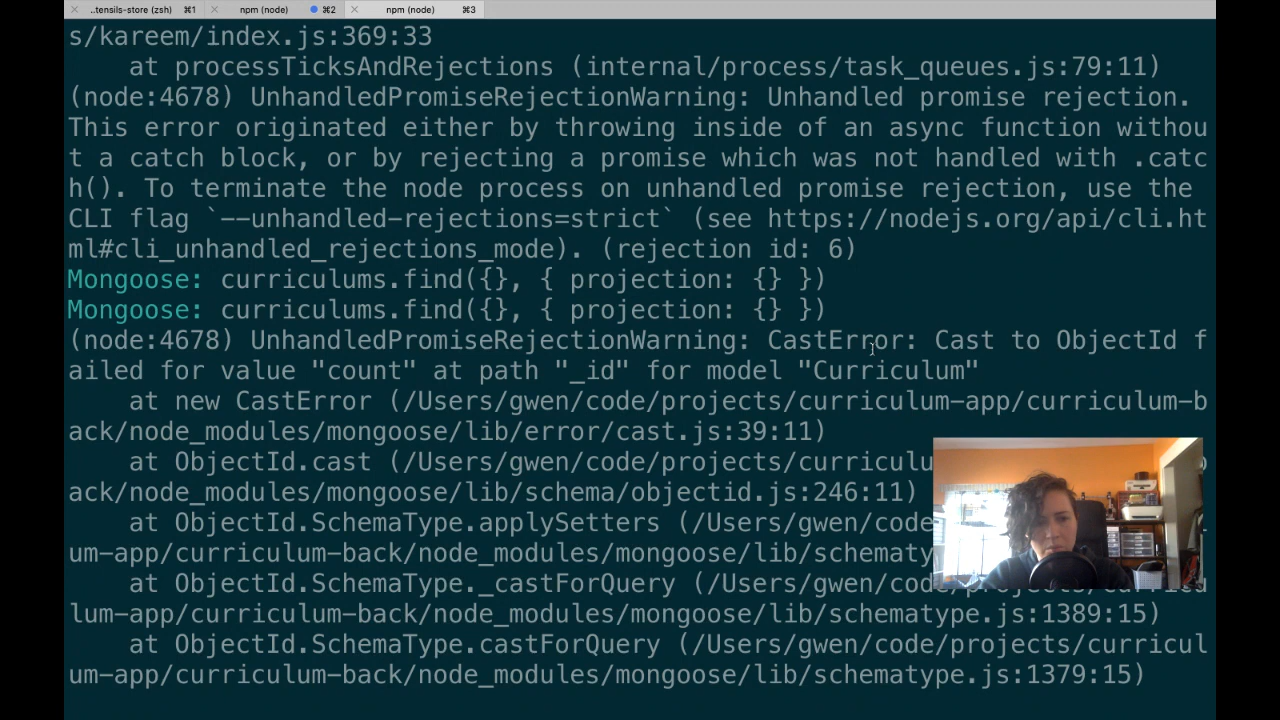 ..tensils-store (zsh) ⌘1 npm (node) ⌘2 npm (node) ⌘3
s/kareem/index.js:369:33
at processTicksAndRejections (internal/process/task_queues.js:79:11)
(node:4678) UnhandledPromiseRejectionWarning: Unhandled promise rejection.
This error originated either by throwing inside of an async function withou
t a catch block, or by rejecting a promise which was not handled with .catc
h(). To terminate the node process on unhandled promise rejection, use the
CLI flag `--unhandled-rejections=strict` (see https://nodejs.org/api/cli.ht
ml#cli_unhandled_rejections_mode). (rejection id: 6)
Mongoose: curriculums.find({}, { projection: {} })
Mongoose: curriculums.find({}, { projection: {} })
(node:4678) UnhandledPromiseRejectionWarning: CastError: Cast to ObjectId f
ailed for value "count" at path "_id" for model "Curriculum"
at new CastError (/Users/gwen/code/projects/curriculum-app/curriculum-b
ack/node_modules/mongoose/lib/error/cast.js:39:11)
at ObjectId.cast (/Users/gwen/code/projects/curricu
ack/node_modules/mongoose/lib/schema/objectid.js:246:11)
at ObjectId.SchemaType.applySetters (/Users/gwen/code
um-app/curriculum-back/node_modules/mongoose/lib/schematy
at ObjectId.SchemaType._castForQuery (/Users/gwen/cod
lum-app/curriculum-back/node_modules/mongoose/lib/schematype.js:1389:15)
at ObjectId.SchemaType.castForQuery (/Users/gwen/code/projects/curricul
um-app/curriculum-back/node_modules/mongoose/lib/schematype.js:1379:15)